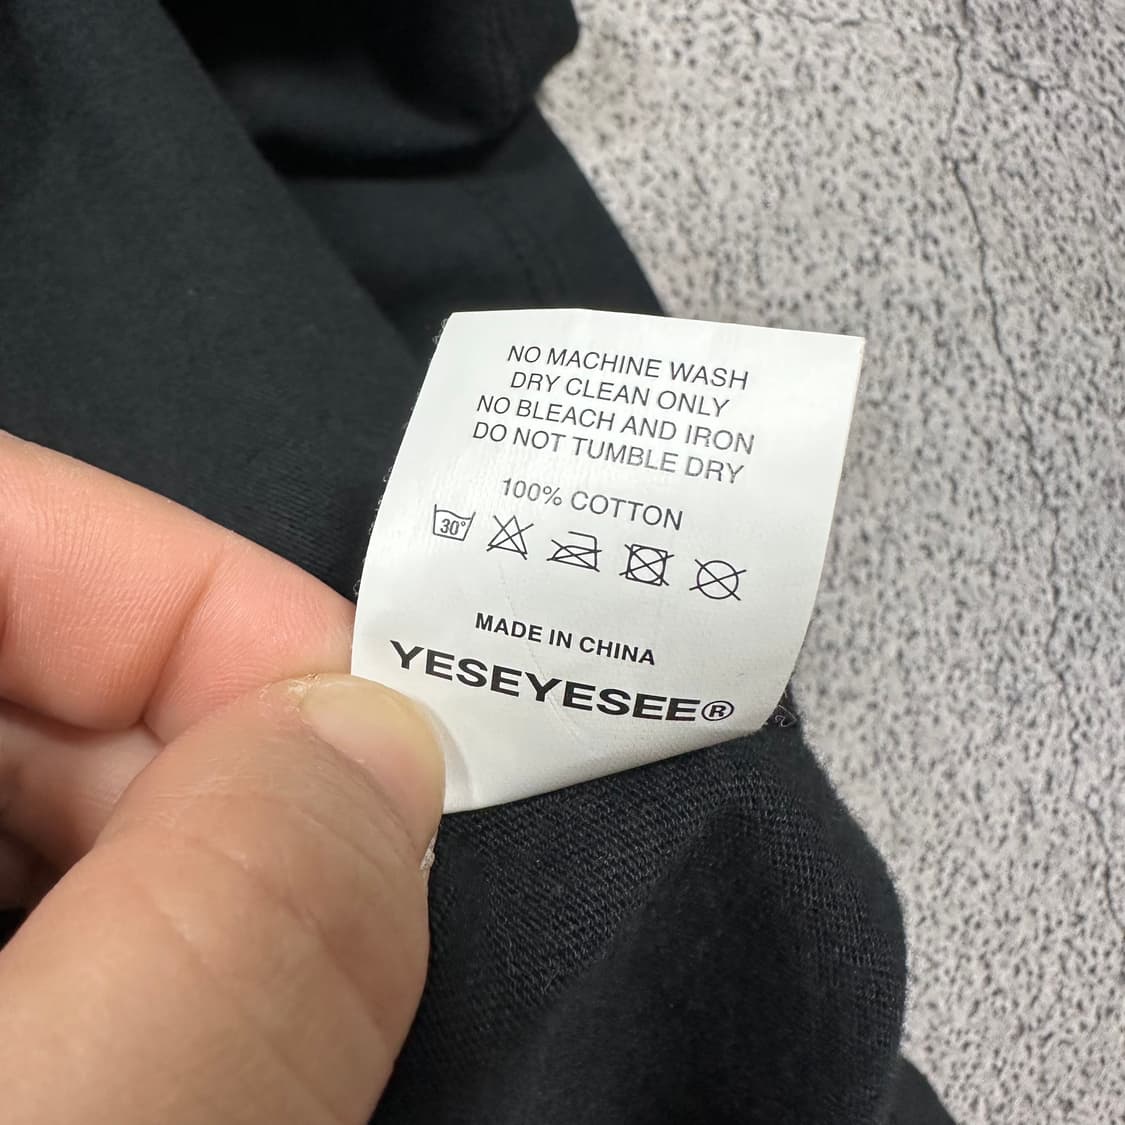 NO MACHINE WASH
DRY CLEAN ONLY
NO BLEACH AND IRON
DO NOT TUMBLE DRY
100% COTTON
30°
MADE IN CHINA
YESEYESEE®